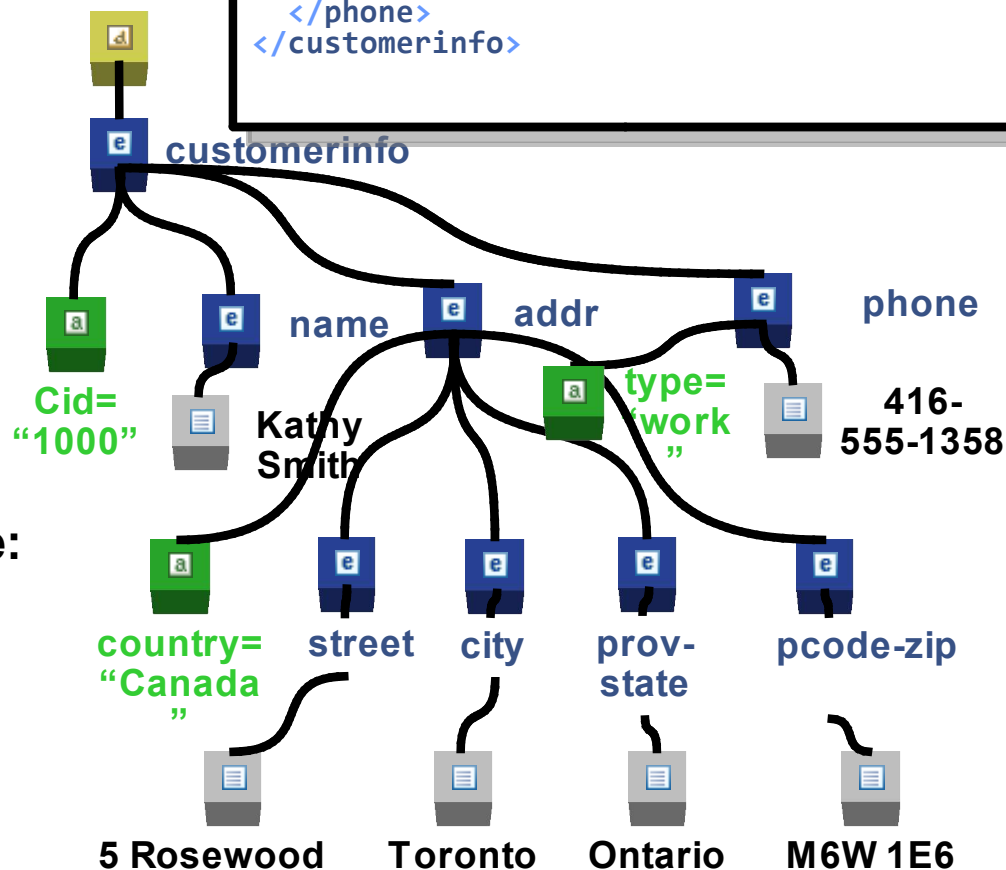 </phone>
</customerinfo>
d
e
customerinfo
a
e
name
e
addr
e
phone
Cid=
“1000”
Kathy
Smith
a
type=
“work
”
416-
555-1358
e:
a
e
e
e
e
country=
“Canada
”
street
city
prov-
state
pcode-zip
5 Rosewood
Toronto
Ontario
M6W 1E6